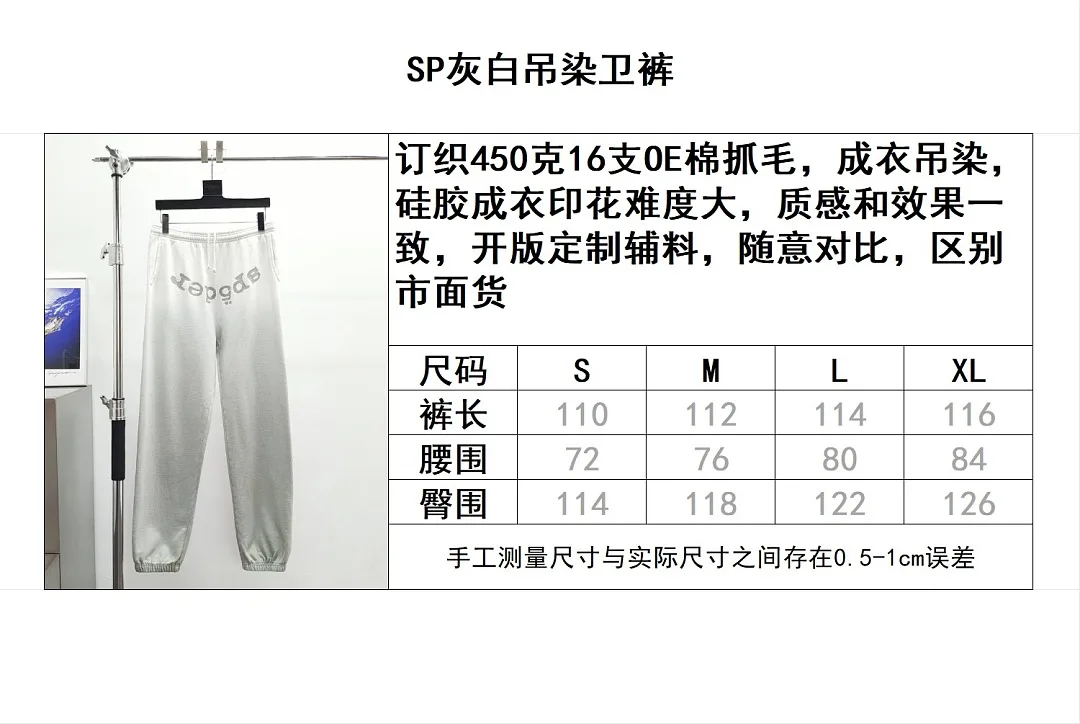 SP灰白吊染卫裤
sp5der
订织450克16支OE棉抓毛，成衣吊染，
硅胶成衣印花难度大，质感和效果一
致，开版定制辅料，随意对比，区别
市面货
尺码 S M L XL
裤长 110 112 114 116
腰围 72 76 80 84
臀围 114 118 122 126
手工测量尺寸与实际尺寸之间存在0.5-1cm误差